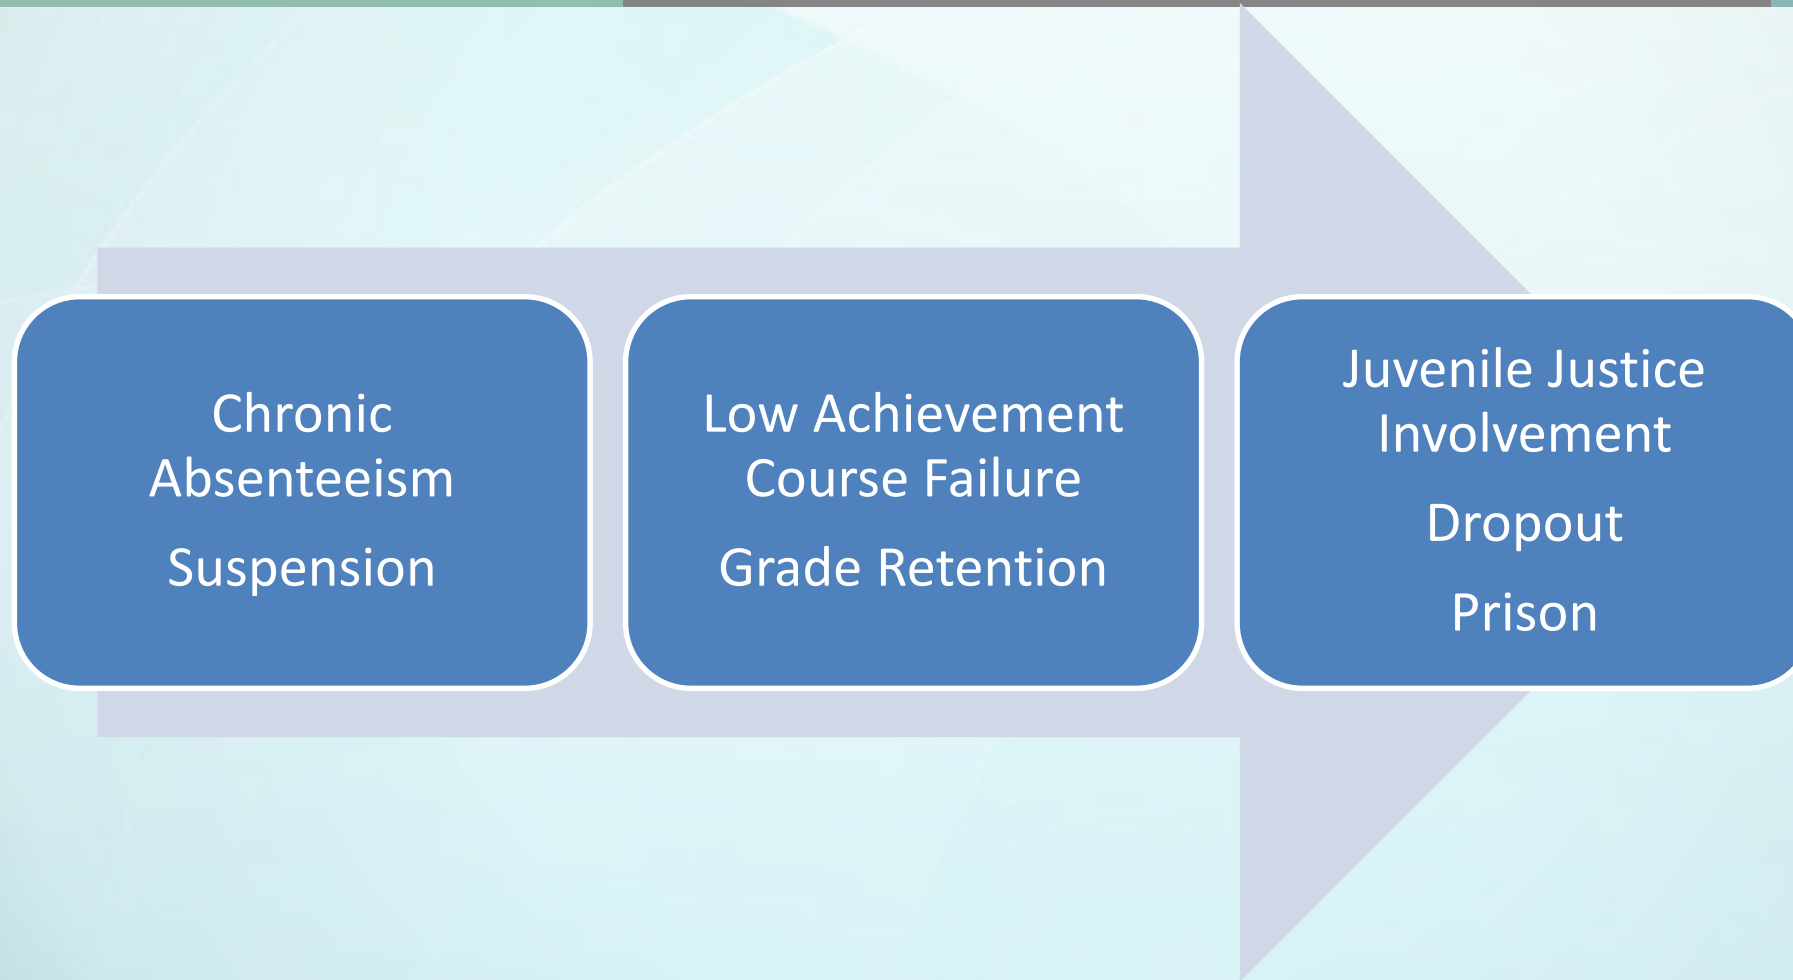 Chronic
Absenteeism
Suspension
Low Achievement
Course Failure
Grade Retention
Juvenile Justice
Involvement
Dropout
Prison